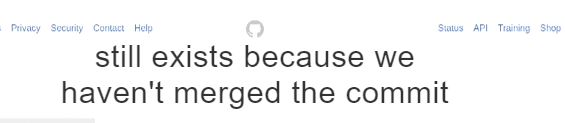 Privacy Security Contact Help Status API Training Shop
still exists because we
haven't merged the commit